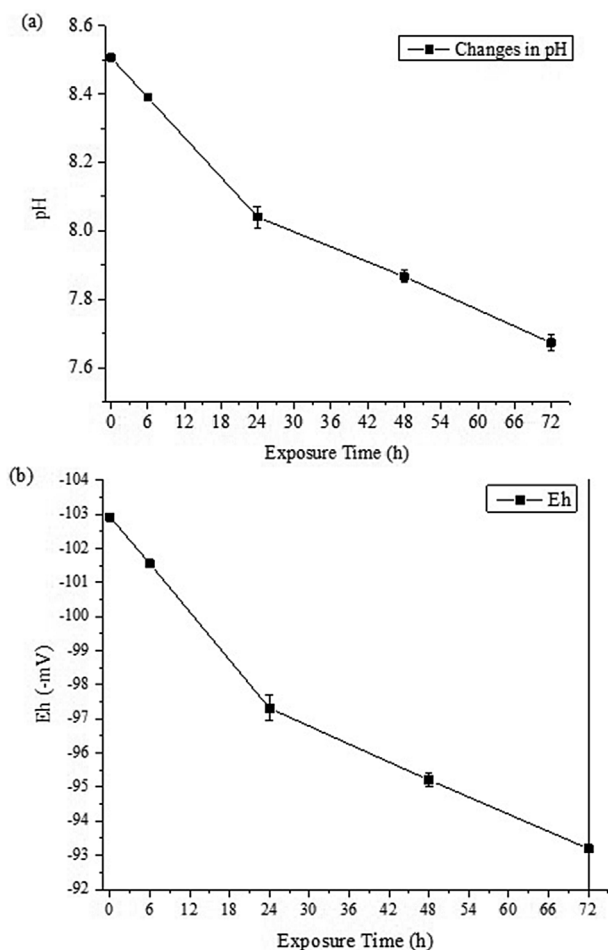 (a)
Changes in pH
8.6
8.4
8.2
8.0
7.8
7.6
pH
0 6 12 18 24 30 36 42 48 54 60 66 72
Exposure Time (h)
(b)
Eh
-104
-103
-102
-101
-100
-99
-98
-97
-96
-95
-94
-93
-92
Eh (-mV)
0 6 12 18 24 30 36 42 48 54 60 66 72
Exposure Time (h)